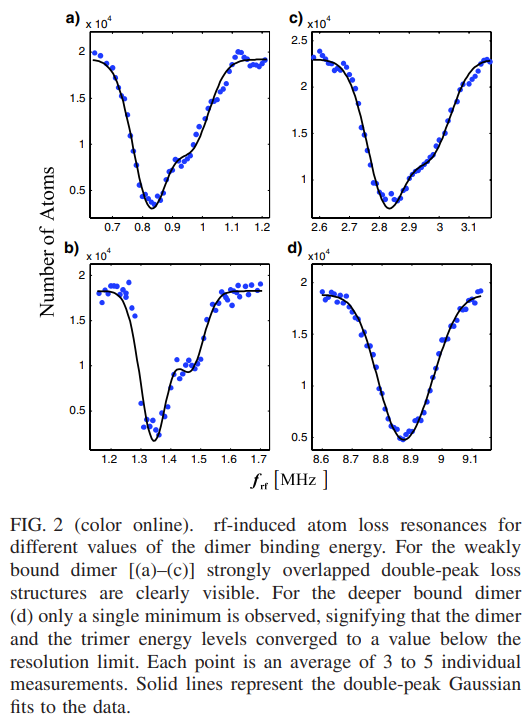 a)
x 10⁴
2
1.5
1
0.5
0.7 0.8 0.9 1 1.1 1.2
c)
x 10⁴
2.5
2
1.5
1
2.6 2.7 2.8 2.9 3 3.1
Number of Atoms
b)
x 10⁴
2
1.5
1
0.5
1.2 1.3 1.4 1.5 1.6 1.7
d)
x 10⁴
2
1.5
1
0.5
8.6 8.7 8.8 8.9 9 9.1
f_rf [MHz]
FIG. 2 (color online). rf-induced atom loss resonances for
different values of the dimer binding energy. For the weakly
bound dimer [(a)–(c)] strongly overlapped double-peak loss
structures are clearly visible. For the deeper bound dimer
(d) only a single minimum is observed, signifying that the dimer
and the trimer energy levels converged to a value below the
resolution limit. Each point is an average of 3 to 5 individual
measurements. Solid lines represent the double-peak Gaussian
fits to the data.